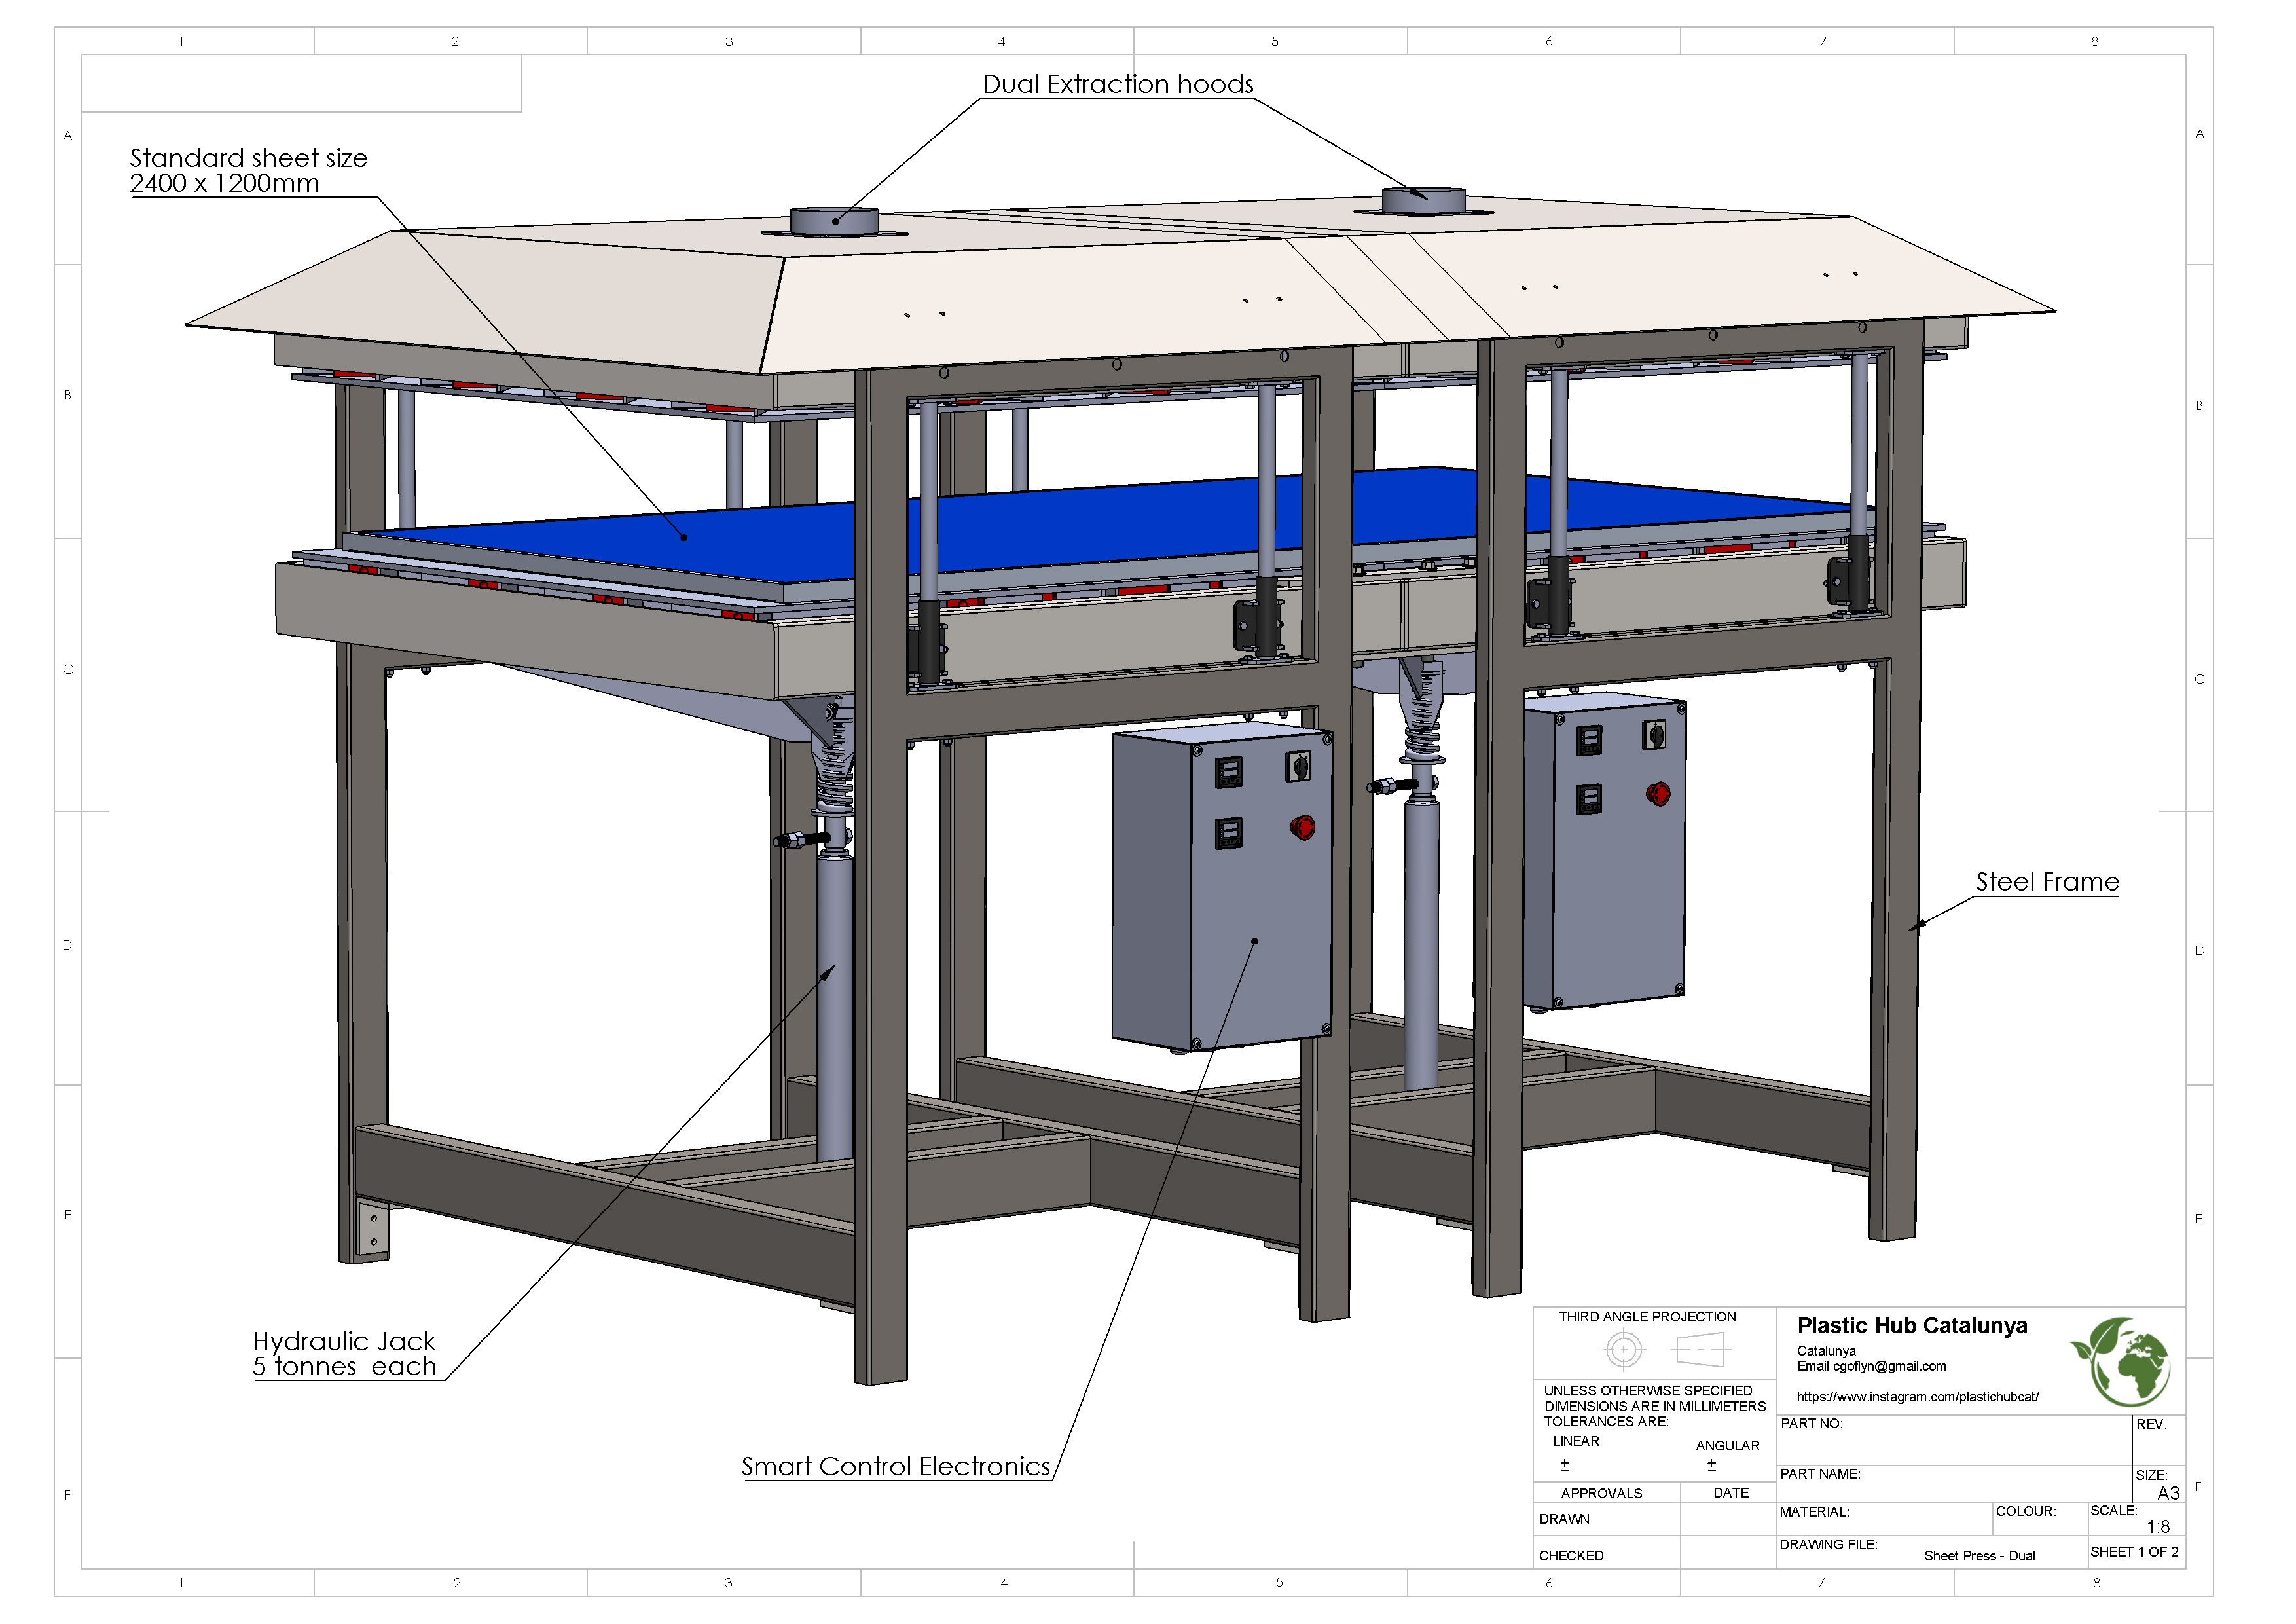 1 2 3 4 5 6 7 8
Dual Extraction hoods
A A
Standard sheet size
2400 x 1200mm
B B
C C
Steel Frame
D D
E E
THIRD ANGLE PROJECTION
Plastic Hub Catalunya
Catalunya
Email cgoflyn@gmail.com
https://www.instagram.com/plastichubcat/
Hydraulic Jack
5 tonnes each
UNLESS OTHERWISE SPECIFIED
DIMENSIONS ARE IN MILLIMETERS
TOLERANCES ARE:
LINEAR ANGULAR
± ±
PART NO: REV.
Smart Control Electronics
PART NAME: SIZE:
A3
F F
APPROVALS DATE
DRAWN
MATERIAL: COLOUR: SCALE:
1:8
CHECKED
DRAWING FILE: Sheet Press - Dual SHEET 1 OF 2
1 2 3 4 5 6 7 8